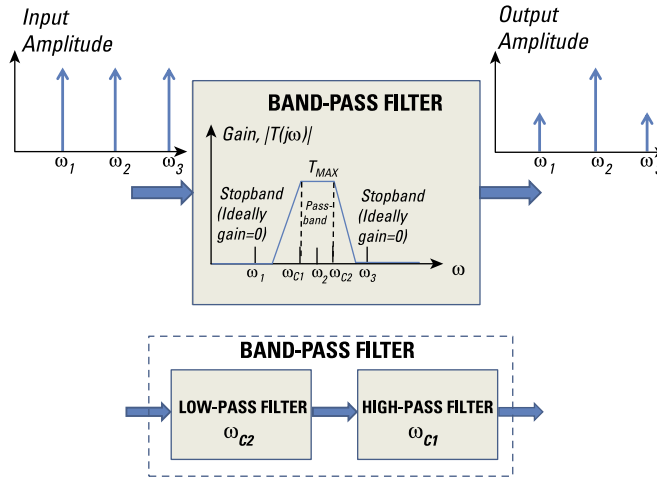 Input
Amplitude
ω1 ω2 ω3
Output
Amplitude
ω1 ω2 ω3
BAND-PASS FILTER
Gain, |T(jω)|
TMAX
Stopband
(Ideally
gain=0)
Pass-
band
Stopband
(Ideally
gain=0)
ω1 ωC1 ω2 ωC2 ω3 ω
BAND-PASS FILTER
LOW-PASS FILTER
ωC2
HIGH-PASS FILTER
ωC1